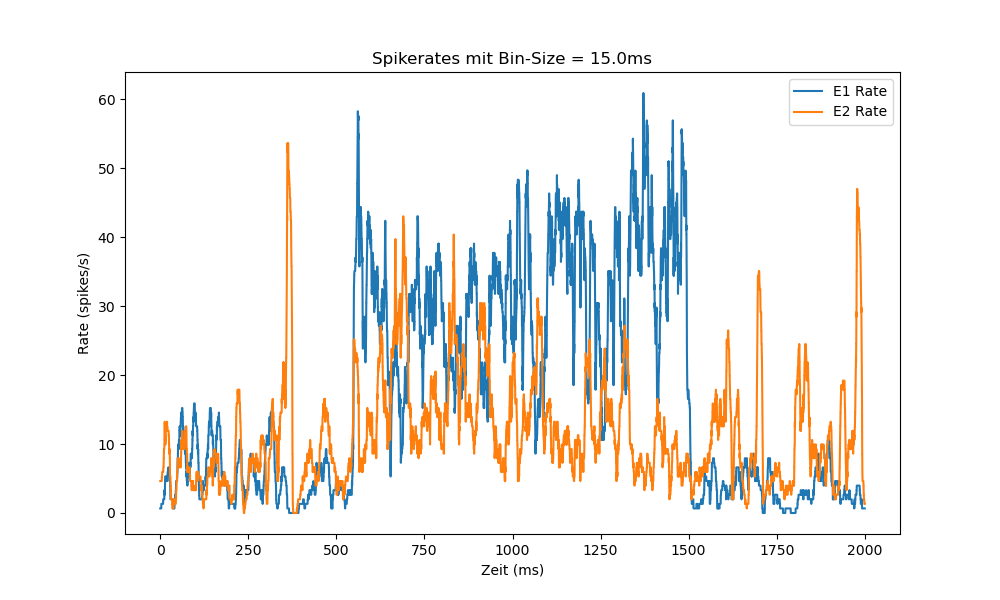 Spikerates mit Bin-Size = 15.0ms
E1 Rate
E2 Rate
60
50
40
30
20
10
0
Rate (spikes/s)
0 250 500 750 1000 1250 1500 1750 2000
Zeit (ms)